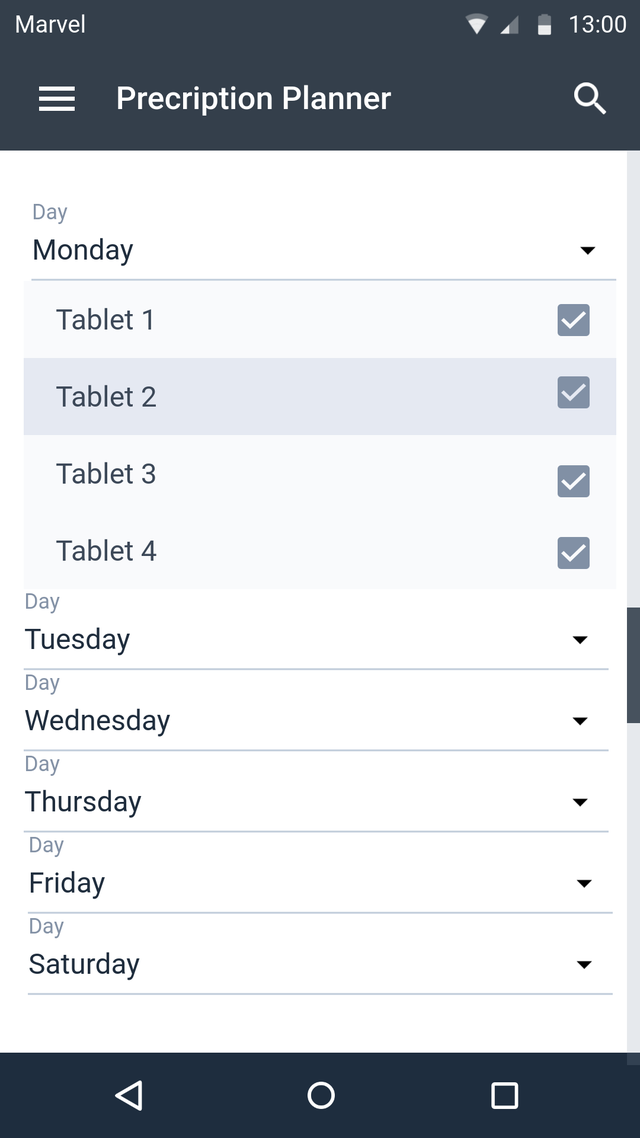 Marvel 13:00
Precription Planner
Day
Monday
Tablet 1
Tablet 2
Tablet 3
Tablet 4
Day
Tuesday
Day
Wednesday
Day
Thursday
Day
Friday
Day
Saturday